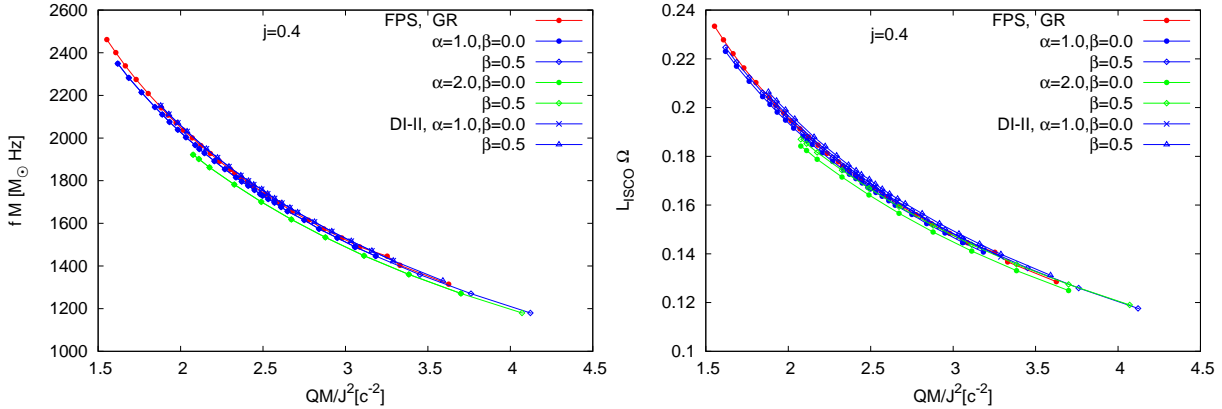 2600
2400
2200
2000
1800
1600
1400
1200
1000
1.5 2 2.5 3 3.5 4 4.5
f M [M⊙ Hz]
QM/J²[c⁻²]
j=0.4
FPS, GR
α=1.0,β=0.0
β=0.5
α=2.0,β=0.0
β=0.5
DI-II, α=1.0,β=0.0
β=0.5
0.24
0.22
0.2
0.18
0.16
0.14
0.12
0.1
1.5 2 2.5 3 3.5 4 4.5
L_ISCO Ω
QM/J²[c⁻²]
j=0.4
FPS, GR
α=1.0,β=0.0
β=0.5
α=2.0,β=0.0
β=0.5
DI-II, α=1.0,β=0.0
β=0.5